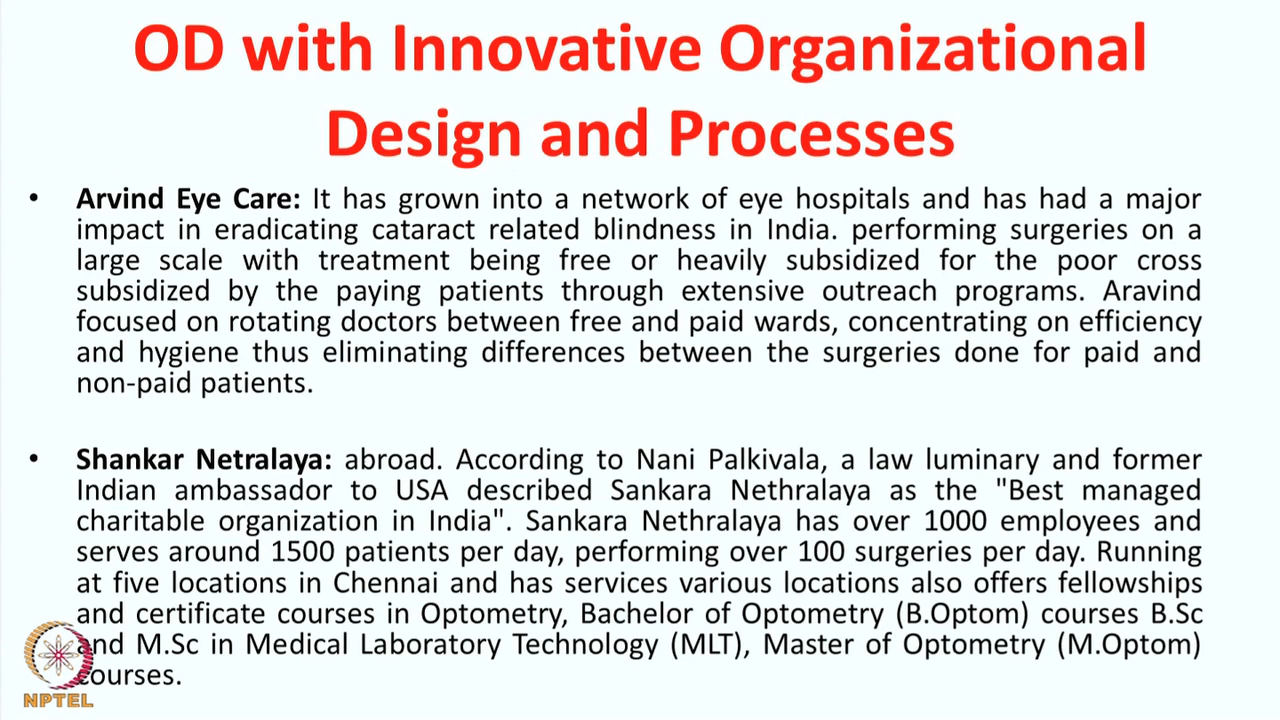 OD with Innovative Organizational
Design and Processes
• Arvind Eye Care: It has grown into a network of eye hospitals and has had a major
impact in eradicating cataract related blindness in India. performing surgeries on a
large scale with treatment being free or heavily subsidized for the poor cross
subsidized by the paying patients through extensive outreach programs. Aravind
focused on rotating doctors between free and paid wards, concentrating on efficiency
and hygiene thus eliminating differences between the surgeries done for paid and
non-paid patients.
• Shankar Netralaya: abroad. According to Nani Palkivala, a law luminary and former
Indian ambassador to USA described Sankara Nethralaya as the "Best managed
charitable organization in India". Sankara Nethralaya has over 1000 employees and
serves around 1500 patients per day, performing over 100 surgeries per day. Running
at five locations in Chennai and has services various locations also offers fellowships
and certificate courses in Optometry, Bachelor of Optometry (B.Optom) courses B.Sc
and M.Sc in Medical Laboratory Technology (MLT), Master of Optometry (M.Optom)
courses.
NPTEL